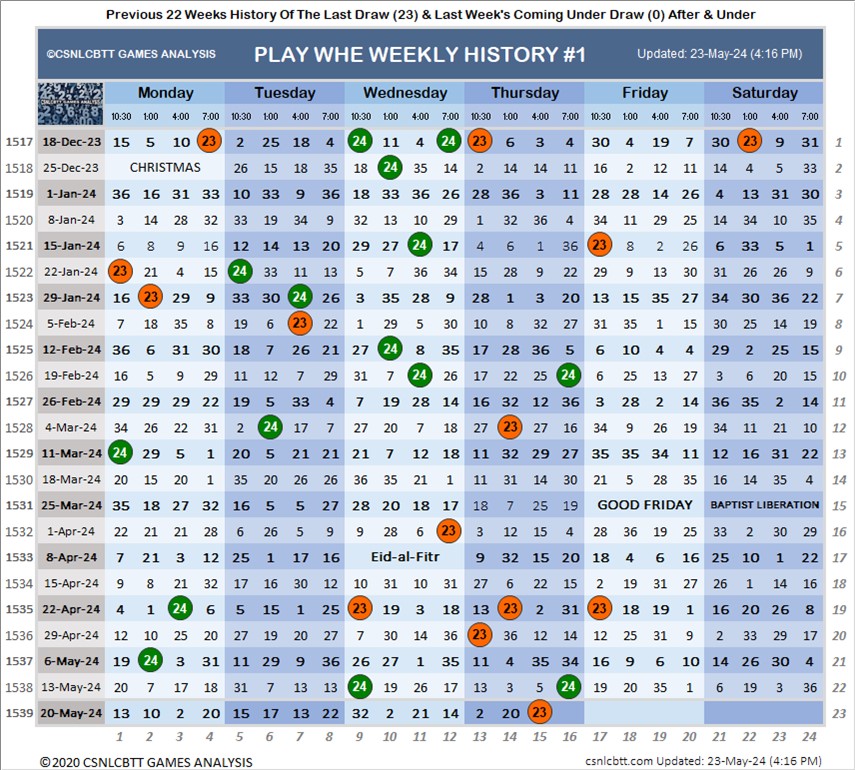 Previous 22 Weeks History Of The Last Draw (23) & Last Week's Coming Under Draw (0) After & Under
©CSNLCBTT GAMES ANALYSIS PLAY WHE WEEKLY HISTORY #1 Updated: 23-May-24 (4:16 PM)
Monday Tuesday Wednesday Thursday Friday Saturday
10:30 1:00 4:00 7:00 10:30 1:00 4:00 8:00 10:30 1:00 4:00 7:00 10:30 1:00 4:00 7:00 10:30 1:00 4:00 7:00 10:30 1:00 4:00 7:00
1517 18-Dec-23 15 5 10 23 2 25 18 4 24 11 4 24 23 6 3 4 30 4 19 7 30 23 9 31 1
1518 25-Dec-23 CHRISTMAS 26 15 18 35 18 24 35 12 2 14 14 11 16 2 12 11 14 4 5 33 2
1519 1-Jan-24 36 16 31 33 10 33 9 36 18 33 36 26 28 36 3 11 28 28 14 26 4 13 31 30 3
1520 8-Jan-24 3 14 28 32 33 19 34 9 32 13 10 29 1 32 36 4 34 11 29 25 14 34 10 35 4
1521 15-Jan-24 6 8 9 16 12 14 13 20 29 27 24 17 4 6 1 36 23 8 2 26 6 33 5 1 5
1522 22-Jan-24 23 21 4 15 24 33 11 13 5 7 36 34 15 28 9 22 29 9 13 30 31 26 26 9 6
1523 29-Jan-24 16 23 29 9 33 30 24 26 3 35 28 9 28 1 3 20 13 15 35 27 34 30 36 22 7
1524 5-Feb-24 7 18 35 8 19 6 23 22 1 29 5 30 10 8 32 27 31 35 1 15 30 25 14 19 8
1525 12-Feb-24 36 6 31 30 18 7 26 21 27 24 8 35 17 28 36 5 6 10 4 4 29 2 25 15 9
1526 19-Feb-24 16 5 9 29 11 12 7 29 31 7 24 26 17 22 25 24 6 25 13 27 3 6 20 15 10
1527 26-Feb-24 29 29 29 22 19 5 33 4 7 19 28 14 16 32 12 36 3 28 2 14 36 35 2 14 11
1528 4-Mar-24 34 26 22 31 2 24 17 7 27 20 7 18 27 23 27 16 34 9 26 19 34 11 21 10 12
1529 11-Mar-24 24 29 5 1 20 5 21 21 21 7 12 18 11 32 29 27 35 5 34 11 12 16 31 22 13
1530 18-Mar-24 20 15 20 1 35 20 26 26 36 35 21 1 11 31 14 30 21 28 28 34 16 14 35 4 14
1531 25-Mar-24 35 18 27 32 16 5 5 27 28 20 18 17 18 7 25 19 GOOD FRIDAY BAPTIST LIBERATION 15
1532 1-Apr-24 22 21 21 28 6 26 5 9 9 28 6 23 3 12 15 4 28 36 19 25 33 2 30 29 16
1533 8-Apr-24 7 21 3 12 25 1 17 16 Eid-al-Fitr 9 32 15 20 18 4 6 16 25 10 1 22 17
1534 15-Apr-24 9 8 21 32 17 16 30 12 10 31 10 31 27 6 22 15 2 19 31 27 26 1 14 16 18
1535 22-Apr-24 4 1 24 6 5 15 1 25 23 19 3 18 13 23 2 31 23 18 19 1 16 20 26 8 19
1536 29-Apr-24 12 10 25 20 27 19 20 27 7 30 14 36 23 36 12 14 12 25 31 9 2 33 29 17 20
1537 6-May-24 19 24 3 31 11 29 9 36 26 27 1 35 11 4 35 34 16 9 6 10 14 26 30 4 21
1538 13-May-24 20 7 17 18 31 7 13 13 24 19 26 17 13 3 5 24 19 20 35 1 6 19 3 36 22
1539 20-May-24 13 10 2 20 15 17 13 22 32 2 21 14 2 20 23 23
1 2 3 4 5 6 7 8 9 10 11 12 13 14 15 16 17 18 19 20 21 22 23 24
©2020 CSNLCBTT GAMES ANALYSIS csnlcbtt.com Updated: 23-May-24 (4:16 PM)